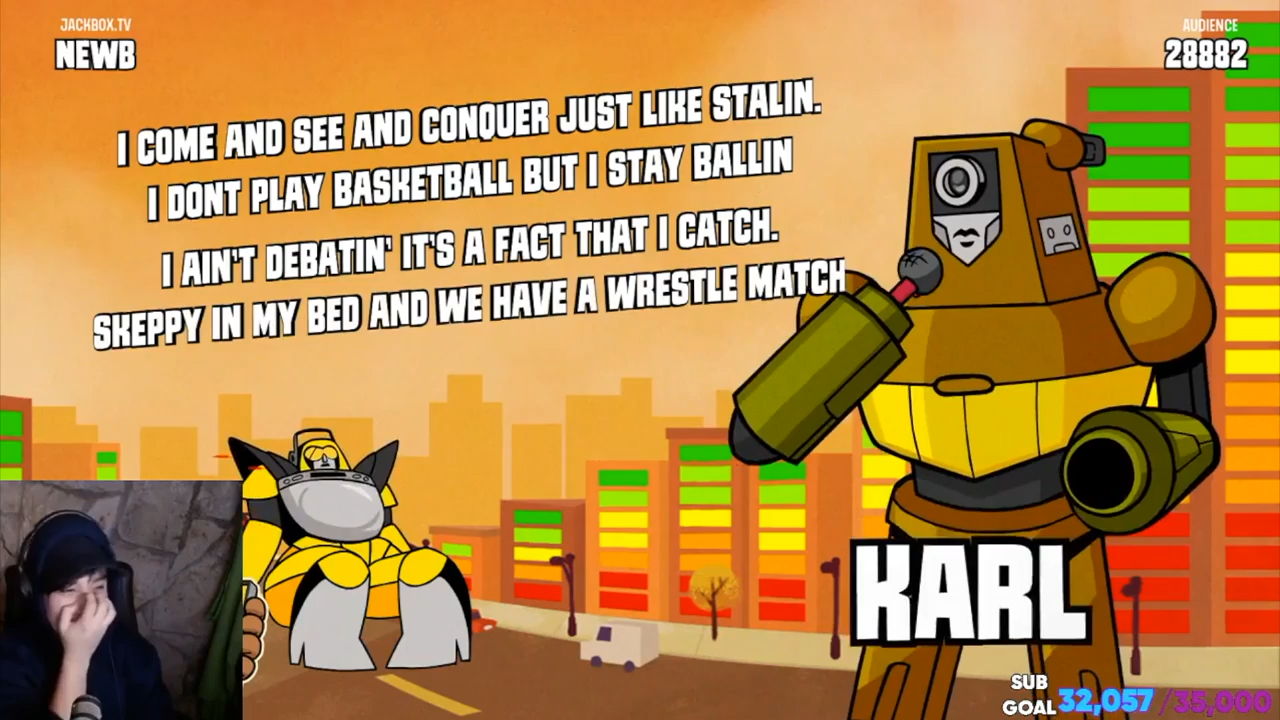 JACKBOX.TV
NEWB
AUDIENCE
28882
I COME AND SEE AND CONQUER JUST LIKE STALIN.
I DONT PLAY BASKETBALL BUT I STAY BALLIN
I AIN'T DEBATIN' IT'S A FACT THAT I CATCH.
SKEPPY IN MY BED AND WE HAVE A WRESTLE MATCH
KARL
SUB
GOAL 32,057 / 35,000